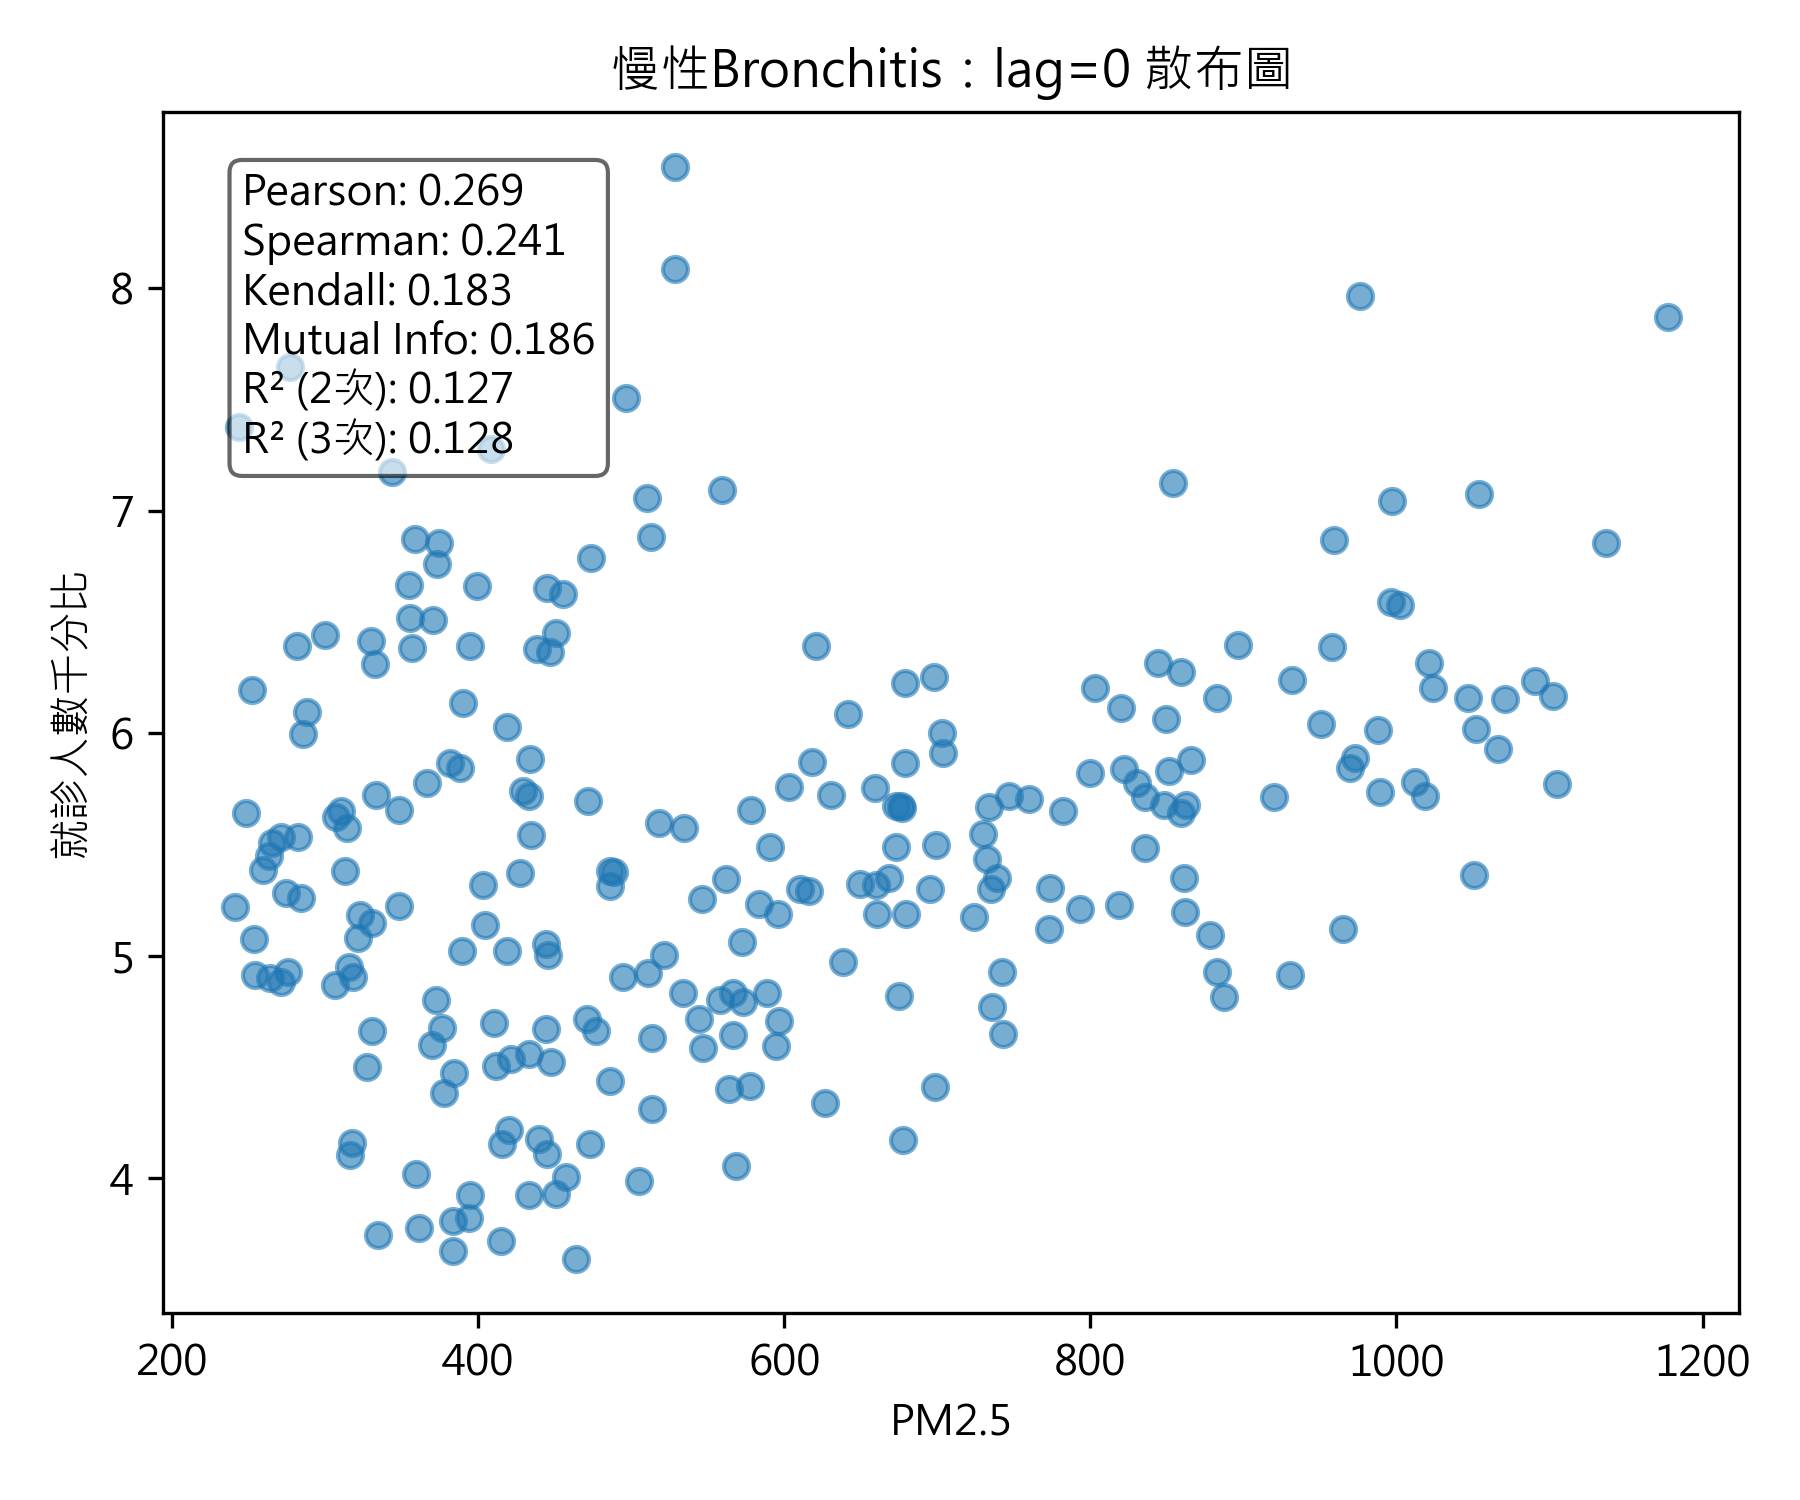 慢性Bronchitis：lag=0 散布圖
Pearson: 0.269
Spearman: 0.241
Kendall: 0.183
Mutual Info: 0.186
R² (2次): 0.127
R² (3次): 0.128
就診人數千分比
8
7
6
5
4
200 400 600 800 1000 1200
PM2.5